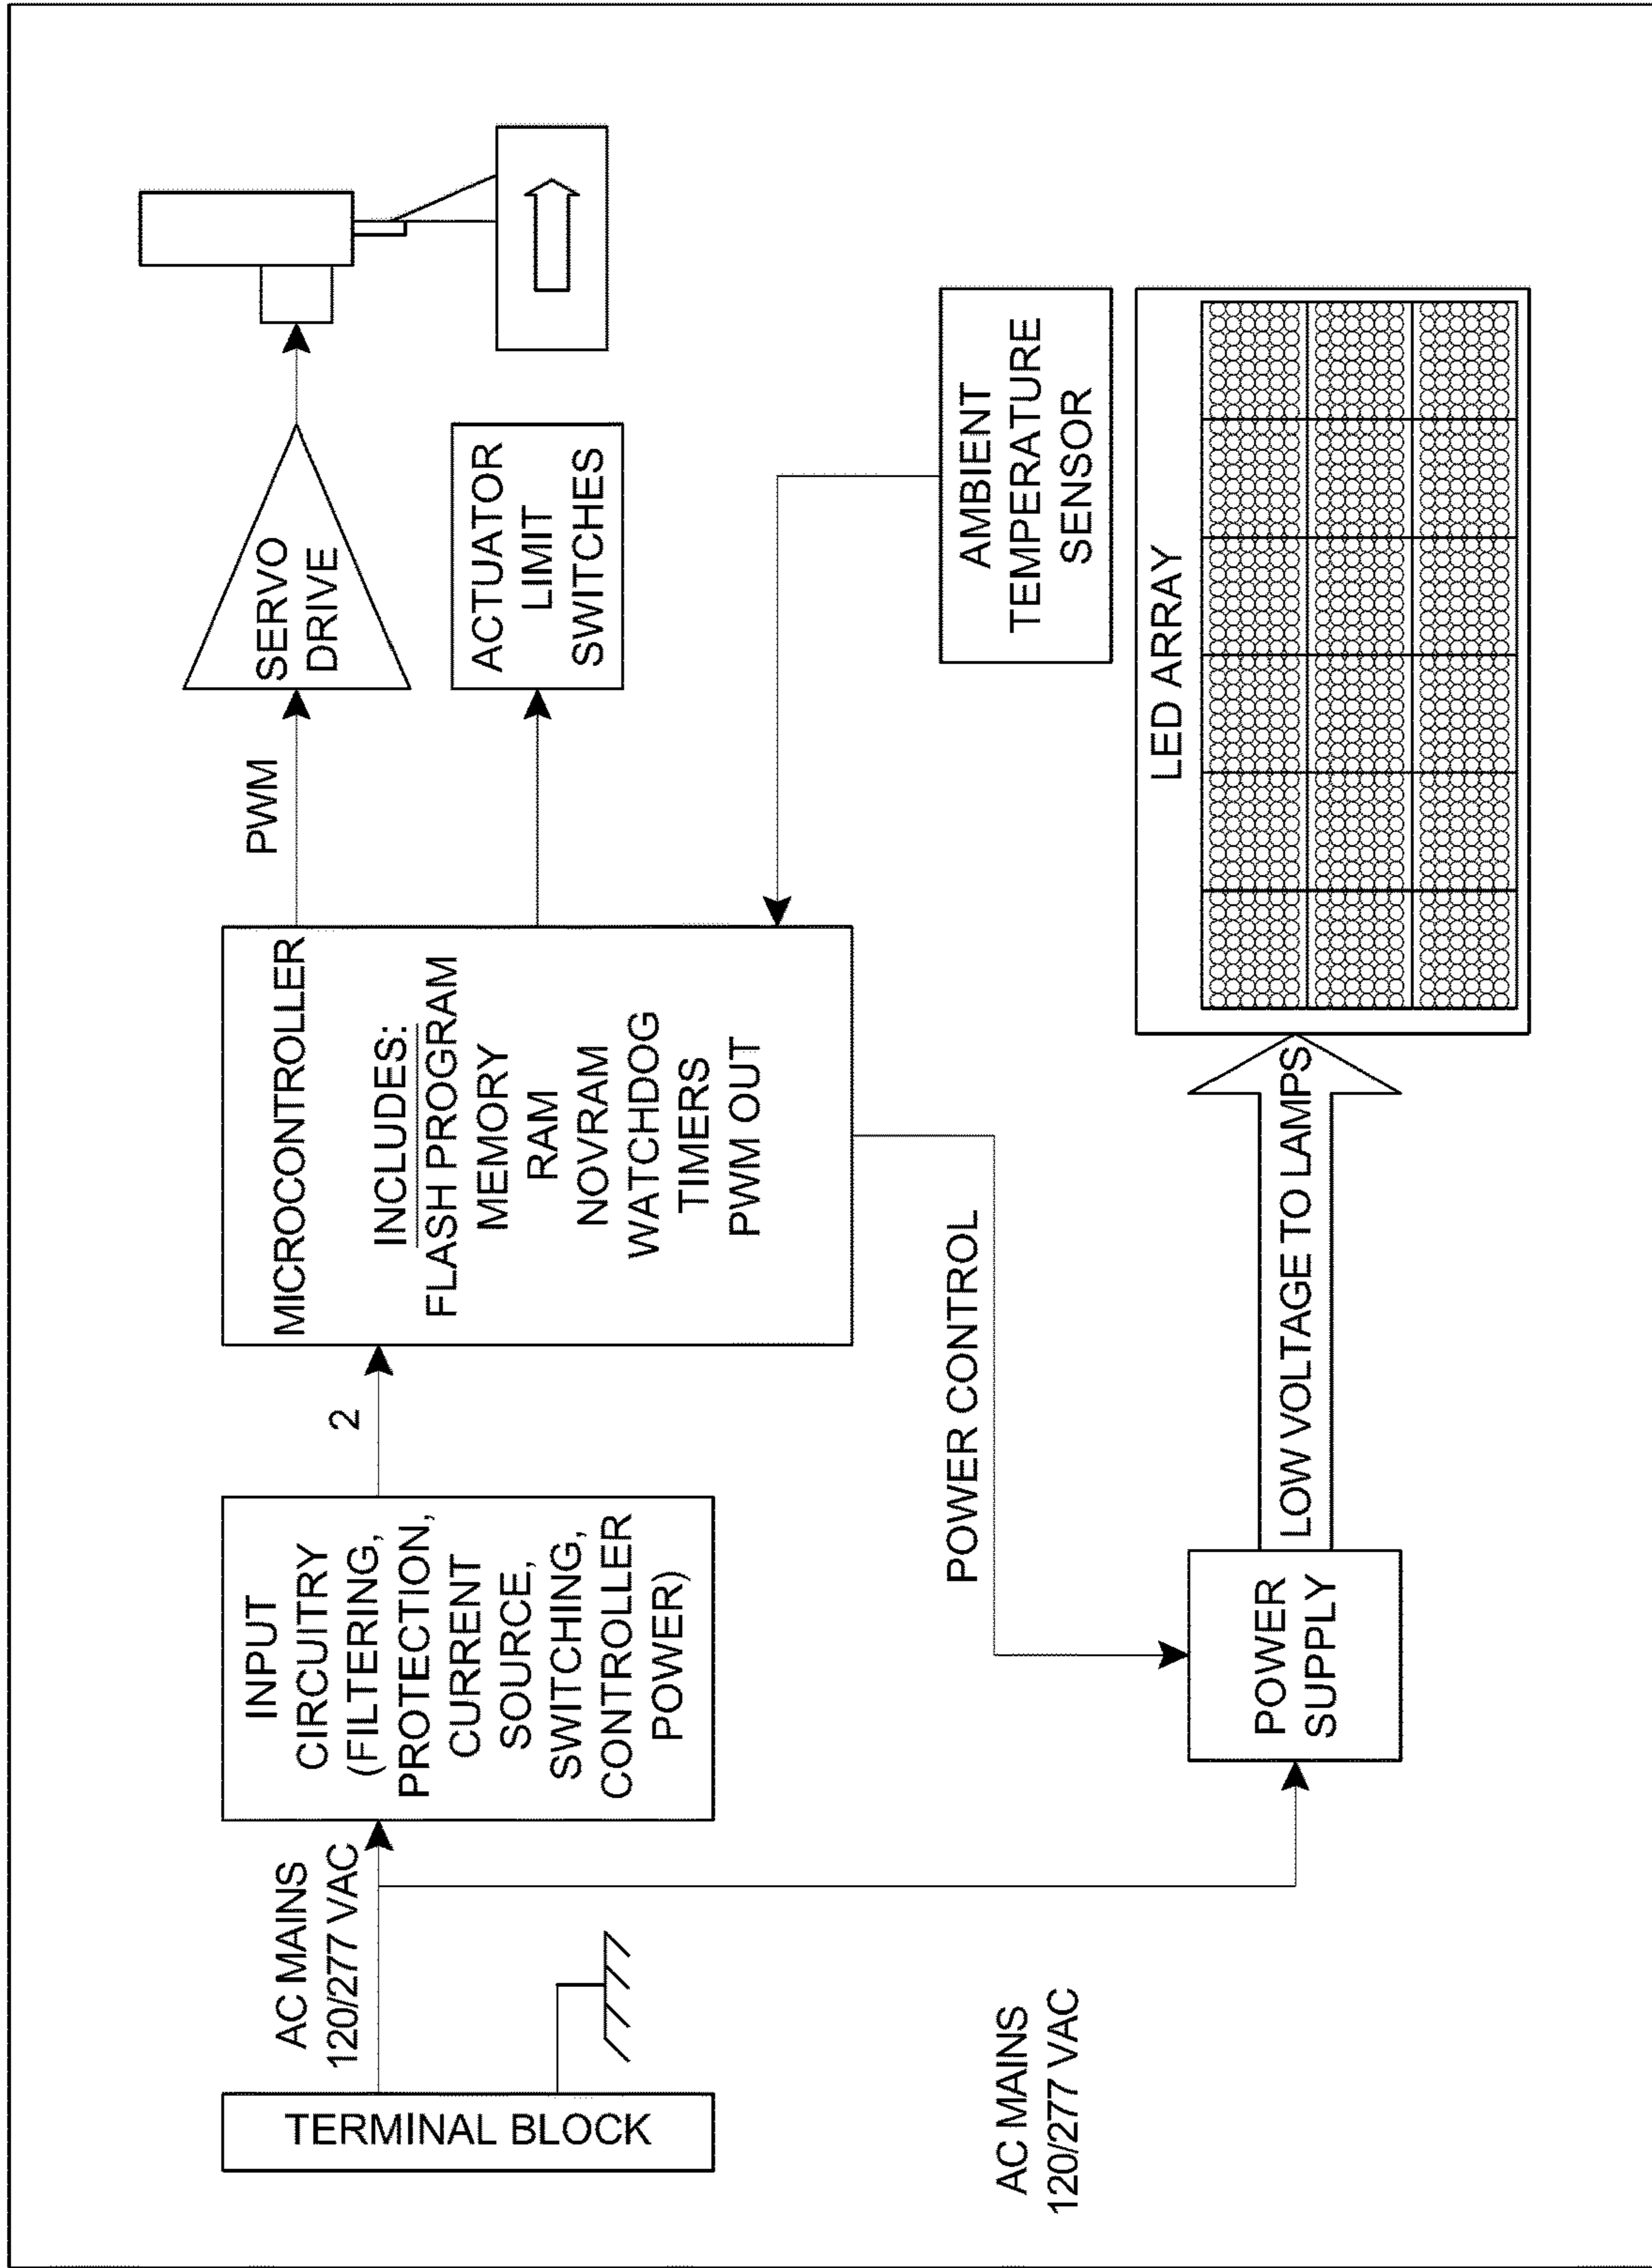 TERMINAL BLOCK
AC MAINS
120/277 VAC
INPUT
CIRCUITRY
(FILTERING,
PROTECTION,
CURRENT
SOURCE,
SWITCHING,
CONTROLLER
POWER)
2
MICROCONTROLLER
INCLUDES:
FLASH PROGRAM
MEMORY
RAM
NOVRAM
WATCHDOG
TIMERS
PWM OUT
PWM
SERVO
DRIVE
ACTUATOR
LIMIT
SWITCHES
AMBIENT
TEMPERATURE
SENSOR
POWER CONTROL
AC MAINS
120/277 VAC
POWER
SUPPLY
LOW VOLTAGE TO LAMPS
LED ARRAY